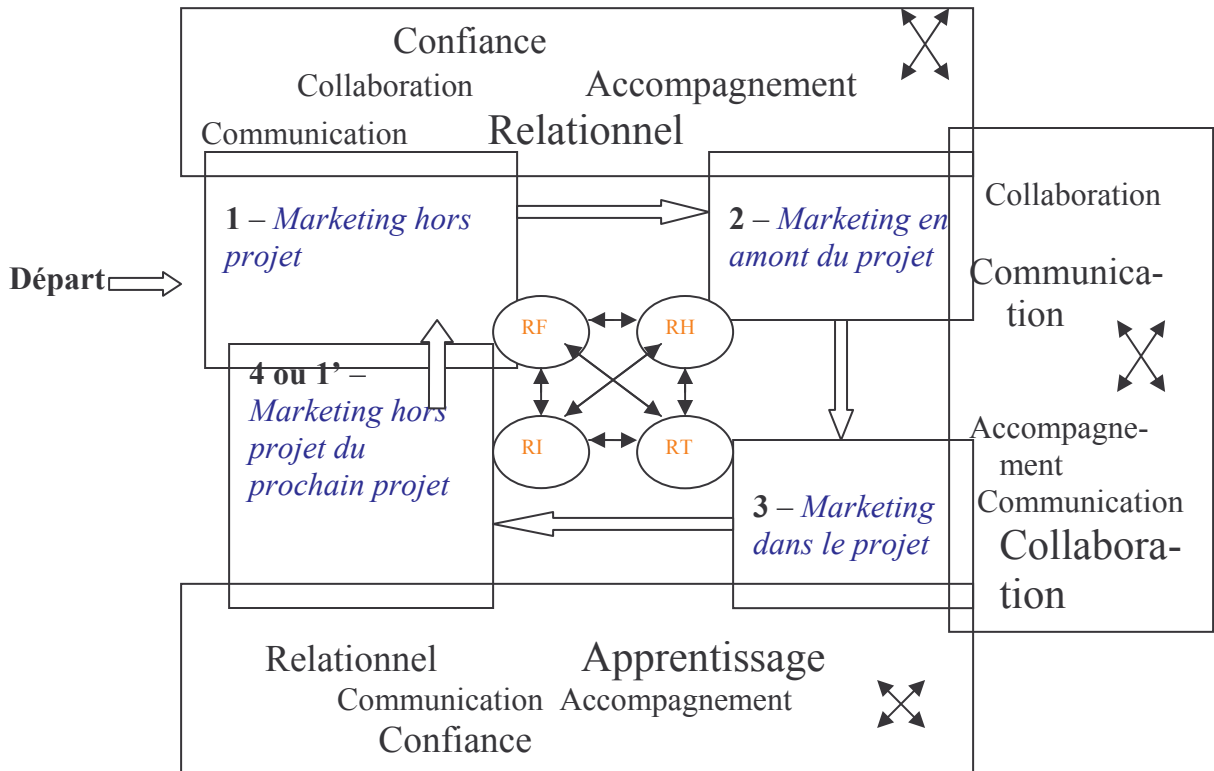 Confiance
Collaboration Accompagnement
Communication Relationnel
1 – Marketing hors
projet
2 – Marketing en
amont du projet
Départ
Collaboration
Communica-
tion
RF RH
4 ou 1’ –
Marketing hors
projet du
prochain projet
RI RT
Accompagne-
ment
Communication
Collabora-
tion
3 – Marketing
dans le projet
Relationnel Apprentissage
Communication Accompagnement
Confiance